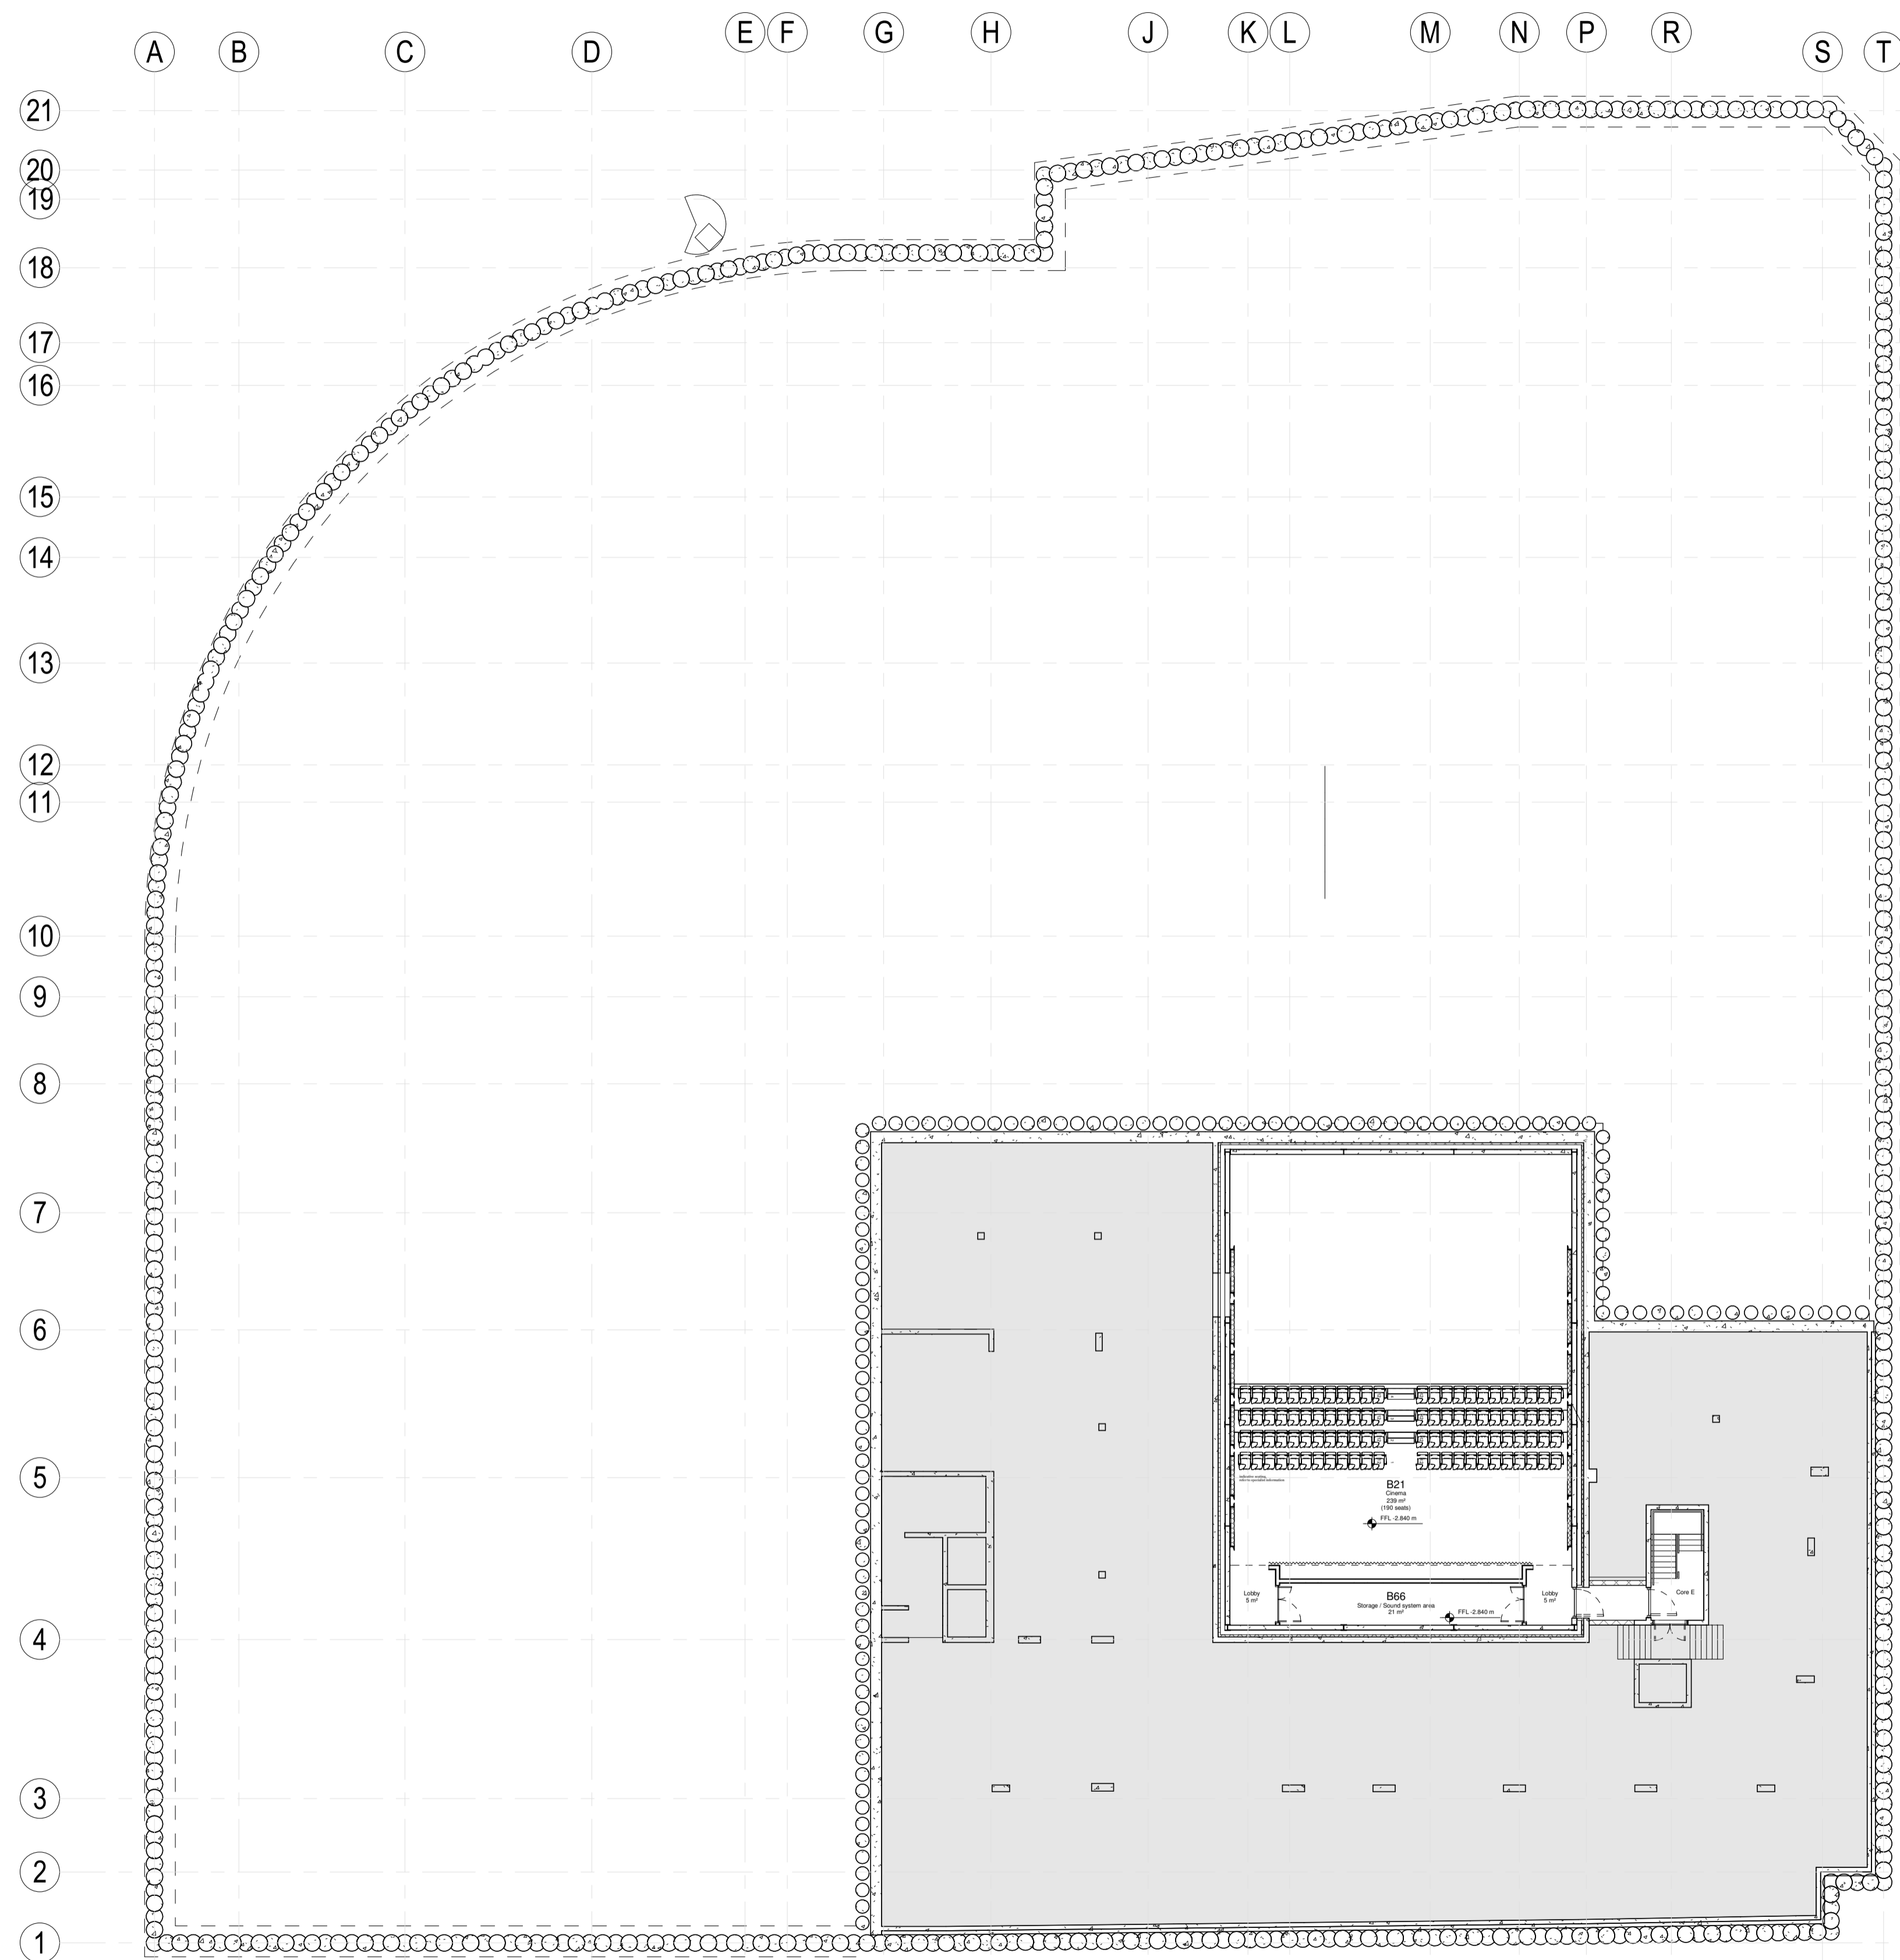 A B C D E F G H J K L M N P R S T
21
20
19
18
17
16
15
14
13
12
11
10
9
8
7
6
5
4
3
2
1
B21
Cinema
239 m²
(190 seats)
FFL -2.840 m
Lobby
5 m²
B66
Storage / Sound system area
21 m²
FFL -2.840 m
Lobby
5 m²
Core E